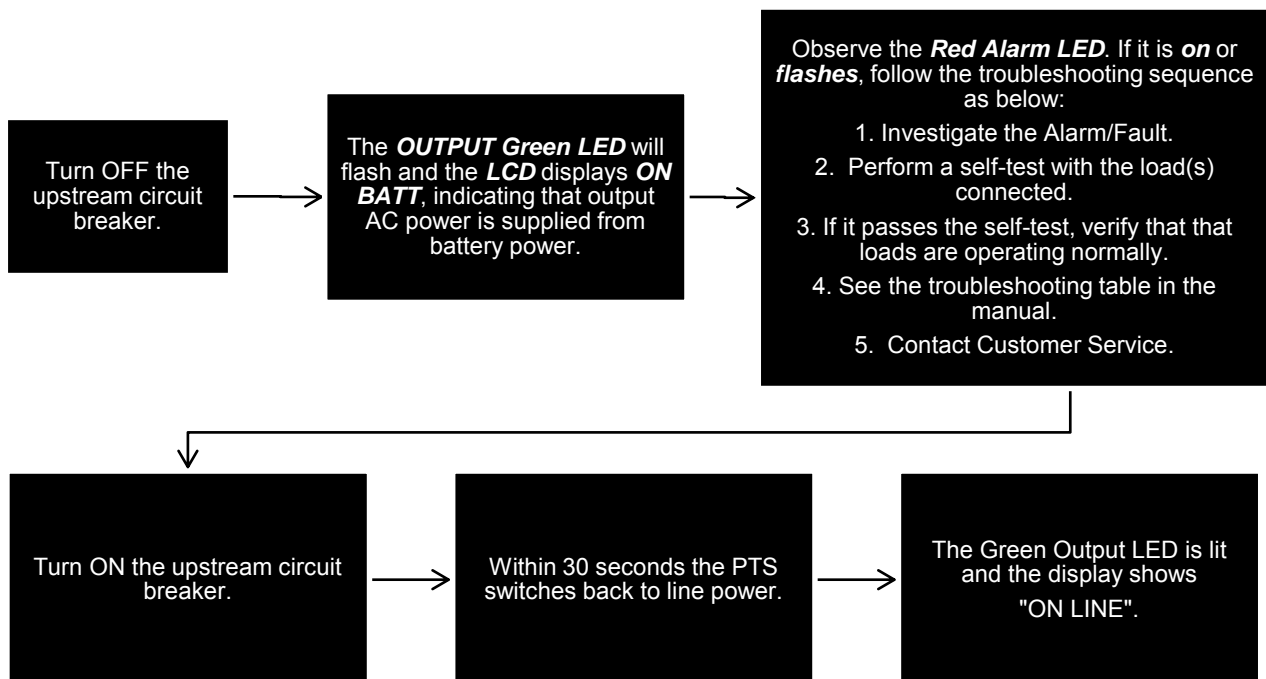 Turn OFF the
upstream circuit
breaker.
The OUTPUT Green LED will
flash and the LCD displays ON
BATT, indicating that output
AC power is supplied from
battery power.
Observe the Red Alarm LED. If it is on or
flashes, follow the troubleshooting sequence
as below:
1. Investigate the Alarm/Fault.
2. Perform a self-test with the load(s)
connected.
3. If it passes the self-test, verify that that
loads are operating normally.
4. See the troubleshooting table in the
manual.
5. Contact Customer Service.
Turn ON the upstream circuit
breaker.
Within 30 seconds the PTS
switches back to line power.
The Green Output LED is lit
and the display shows
"ON LINE".